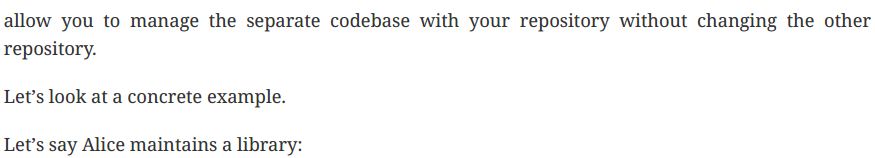 allow you to manage the separate codebase with your repository without changing the other
repository.
Let’s look at a concrete example.
Let’s say Alice maintains a library: